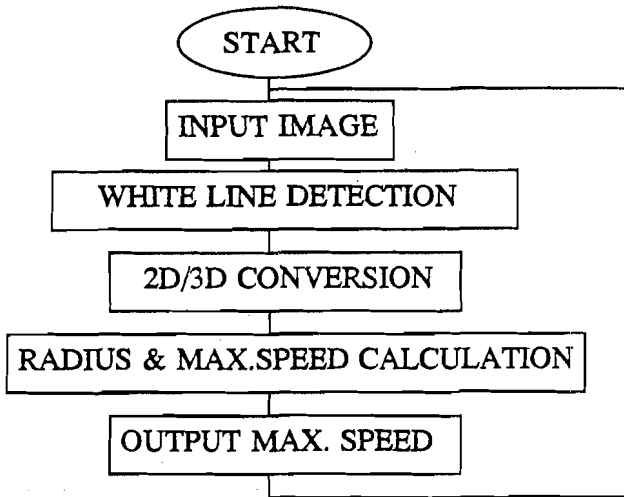 START
INPUT IMAGE
WHITE LINE DETECTION
2D/3D CONVERSION
RADIUS & MAX.SPEED CALCULATION
OUTPUT MAX. SPEED